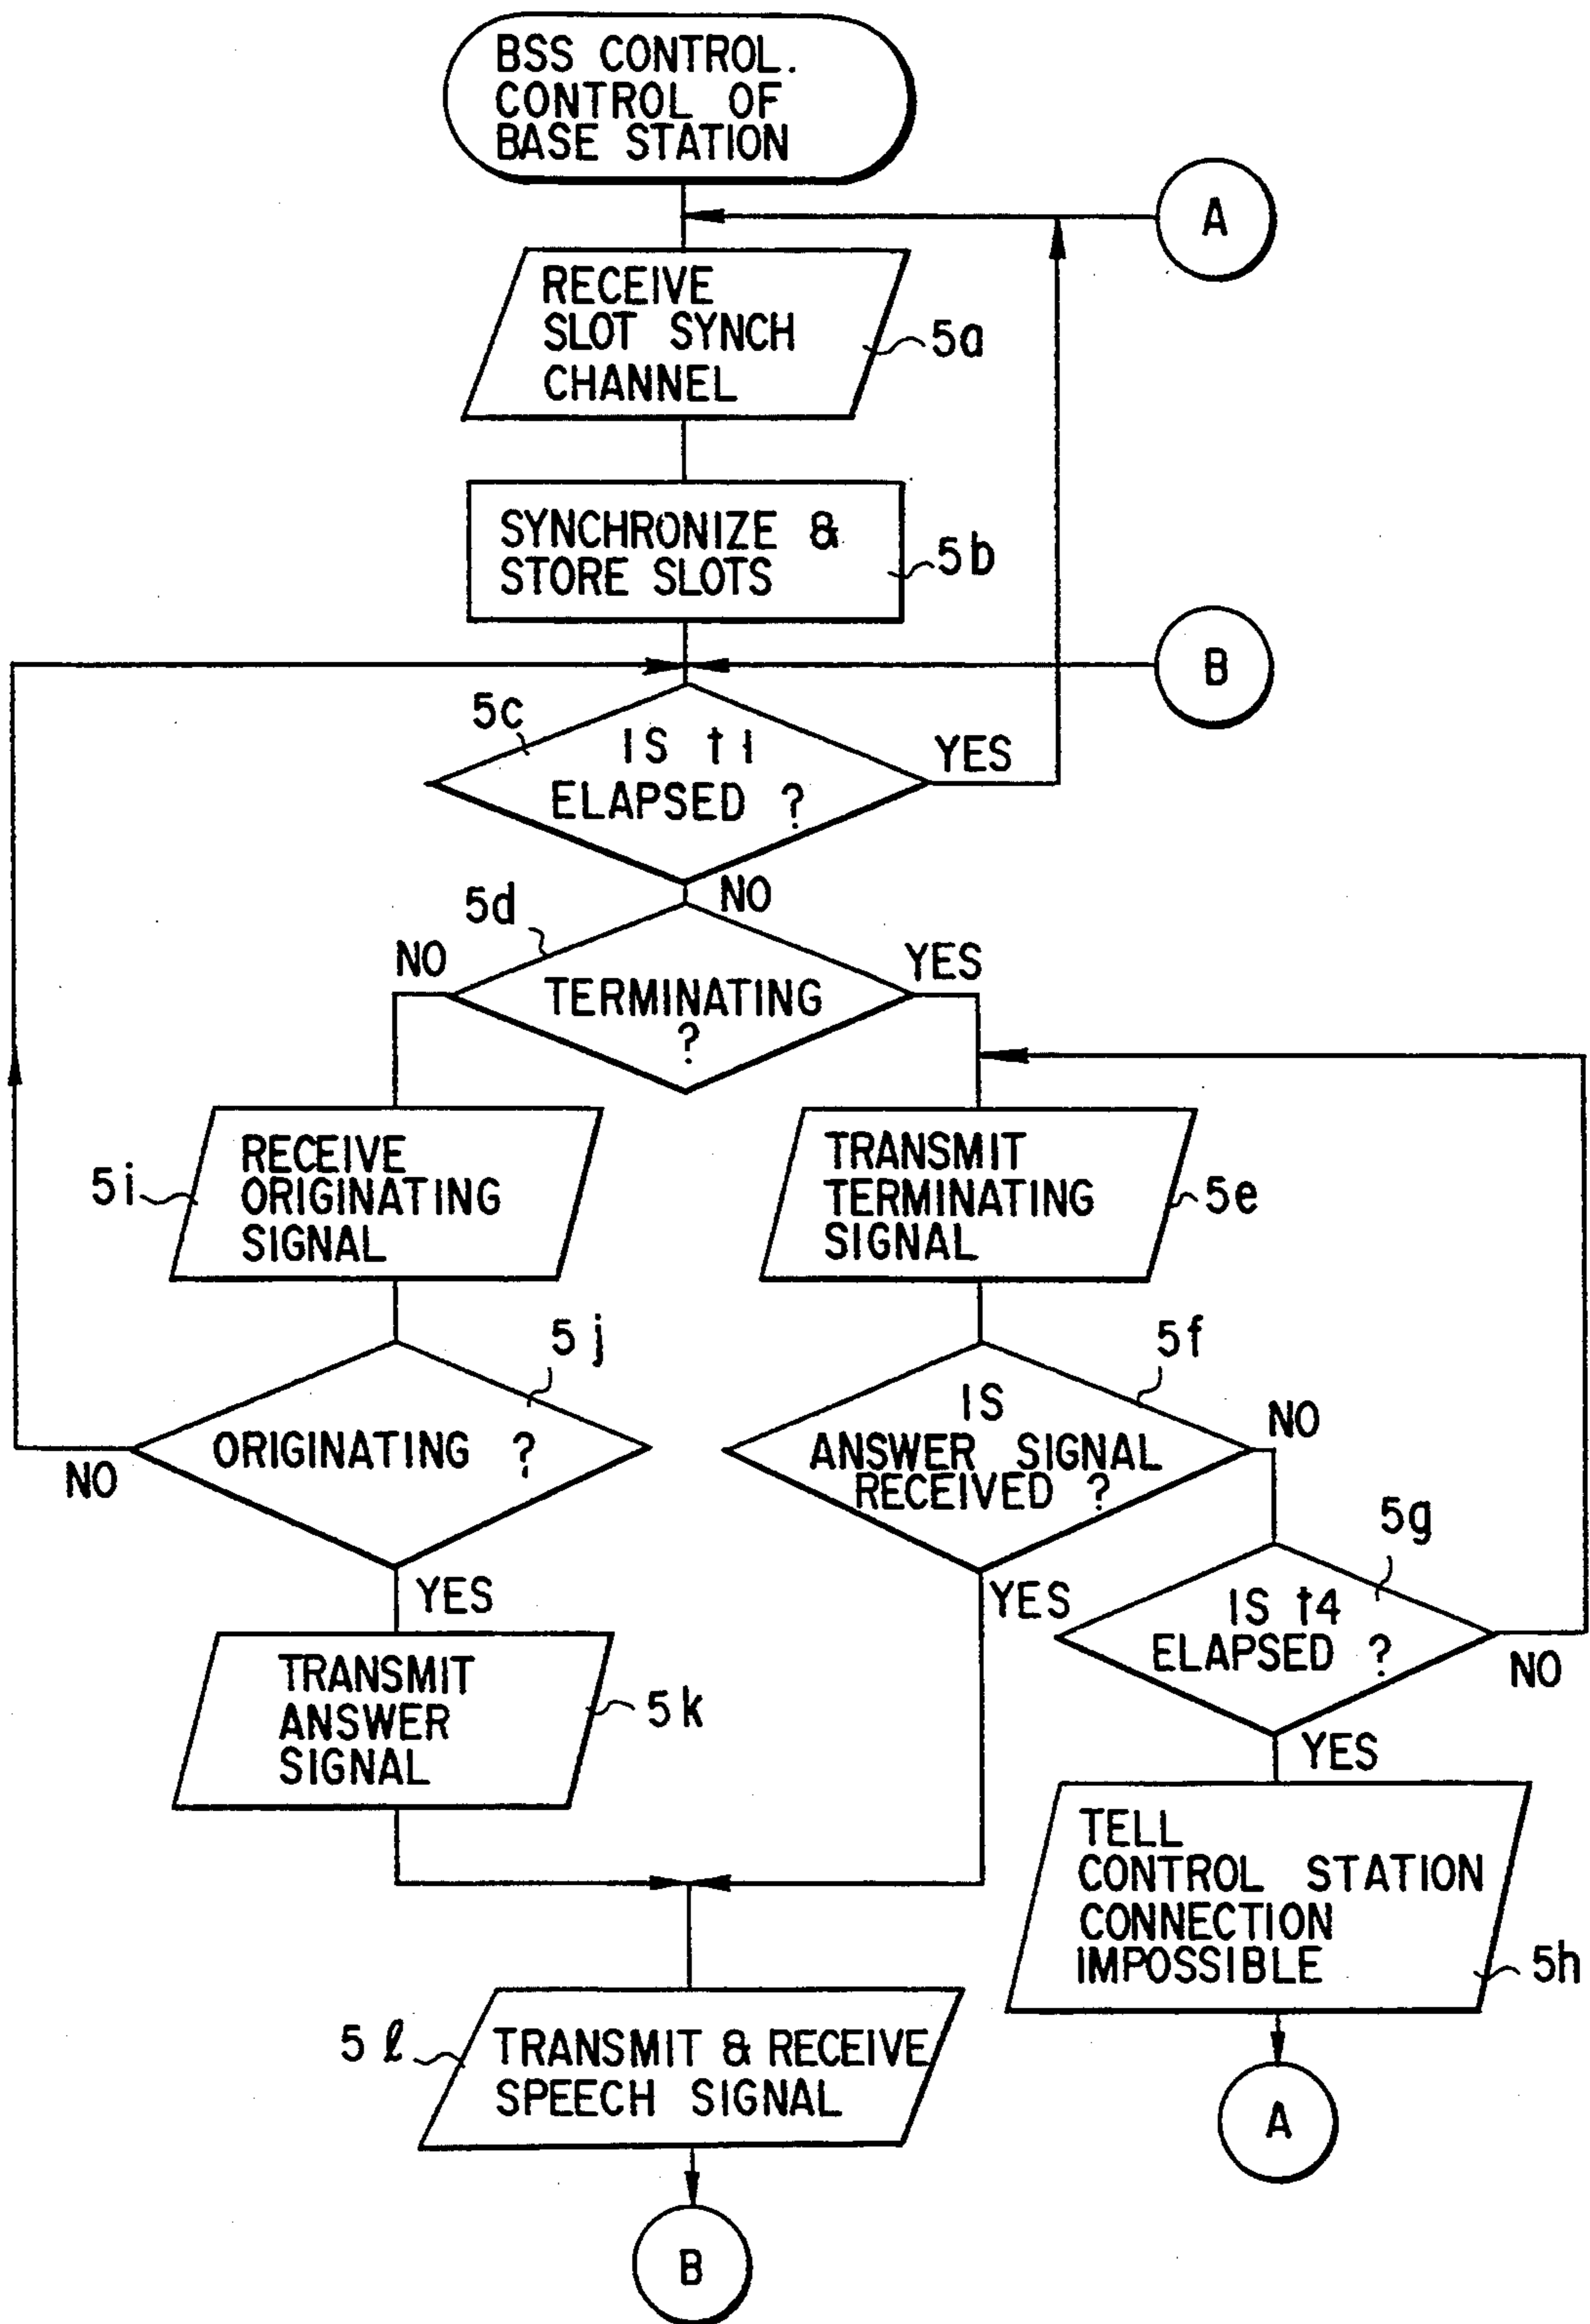 BSS CONTROL.
CONTROL OF
BASE STATION
A
RECEIVE
SLOT SYNCH
CHANNEL
5a
SYNCHRONIZE &
STORE SLOTS
5b
B
5c
IS t1
ELAPSED ?
YES
NO
5d
NO
YES
TERMINATING
?
RECEIVE
ORIGINATING
SIGNAL
5i
TRANSMIT
TERMINATING
SIGNAL
5e
5j
ORIGINATING ?
NO
YES
5f
IS
ANSWER SIGNAL
RECEIVED ?
NO
YES
5g
IS t4
ELAPSED ?
NO
YES
TRANSMIT
ANSWER
SIGNAL
5k
TELL
CONTROL STATION
CONNECTION
IMPOSSIBLE
5h
A
5ℓ
TRANSMIT & RECEIVE
SPEECH SIGNAL
B